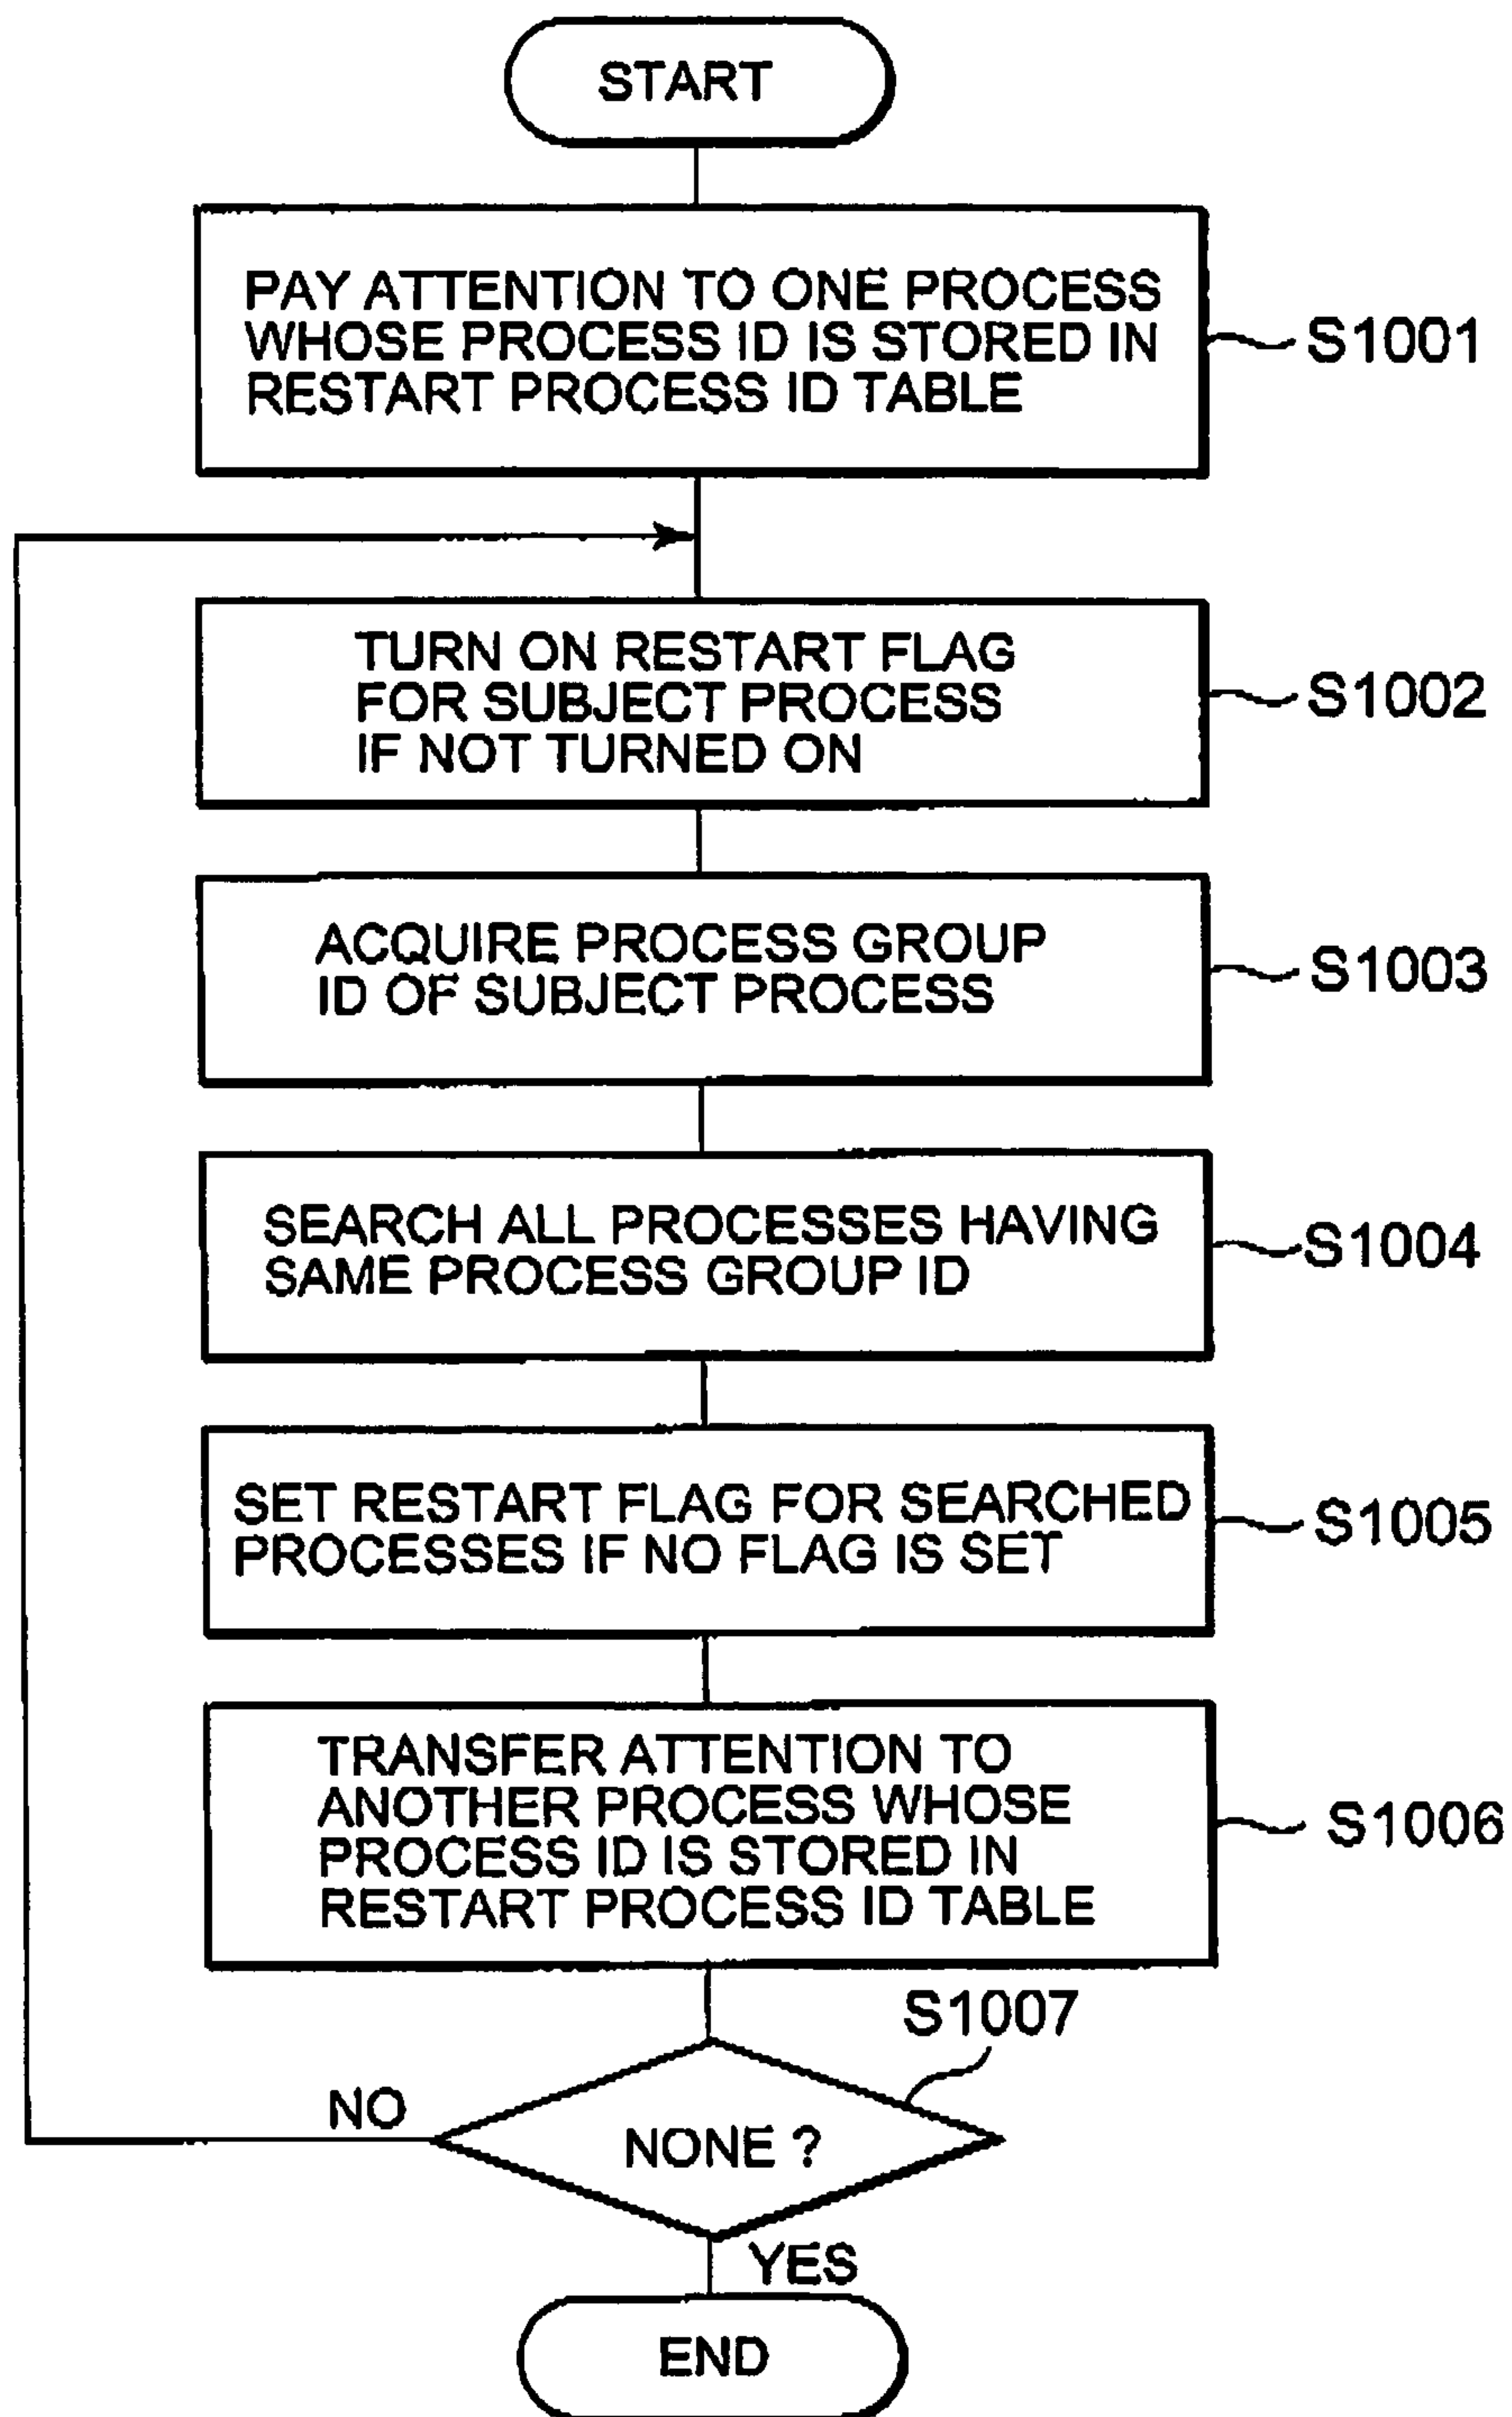 START
PAY ATTENTION TO ONE PROCESS
WHOSE PROCESS ID IS STORED IN
RESTART PROCESS ID TABLE
S1001
TURN ON RESTART FLAG
FOR SUBJECT PROCESS
IF NOT TURNED ON
S1002
ACQUIRE PROCESS GROUP
ID OF SUBJECT PROCESS
S1003
SEARCH ALL PROCESSES HAVING
SAME PROCESS GROUP ID
S1004
SET RESTART FLAG FOR SEARCHED
PROCESSES IF NO FLAG IS SET
S1005
TRANSFER ATTENTION TO
ANOTHER PROCESS WHOSE
PROCESS ID IS STORED IN
RESTART PROCESS ID TABLE
S1006
S1007
NO
NONE ?
YES
END